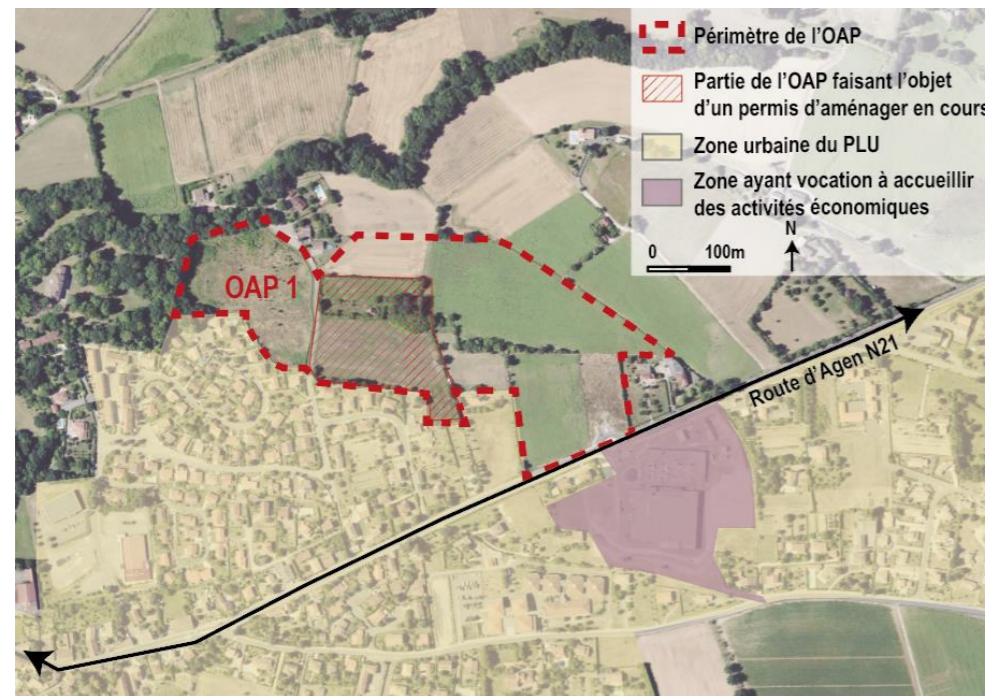 Périmètre de l'OAP
Partie de l'OAP faisant l'objet
d'un permis d'aménager en cours
Zone urbaine du PLU
Zone ayant vocation à accueillir
des activités économiques
N
0 100m
OAP 1
Route d'Agen N21